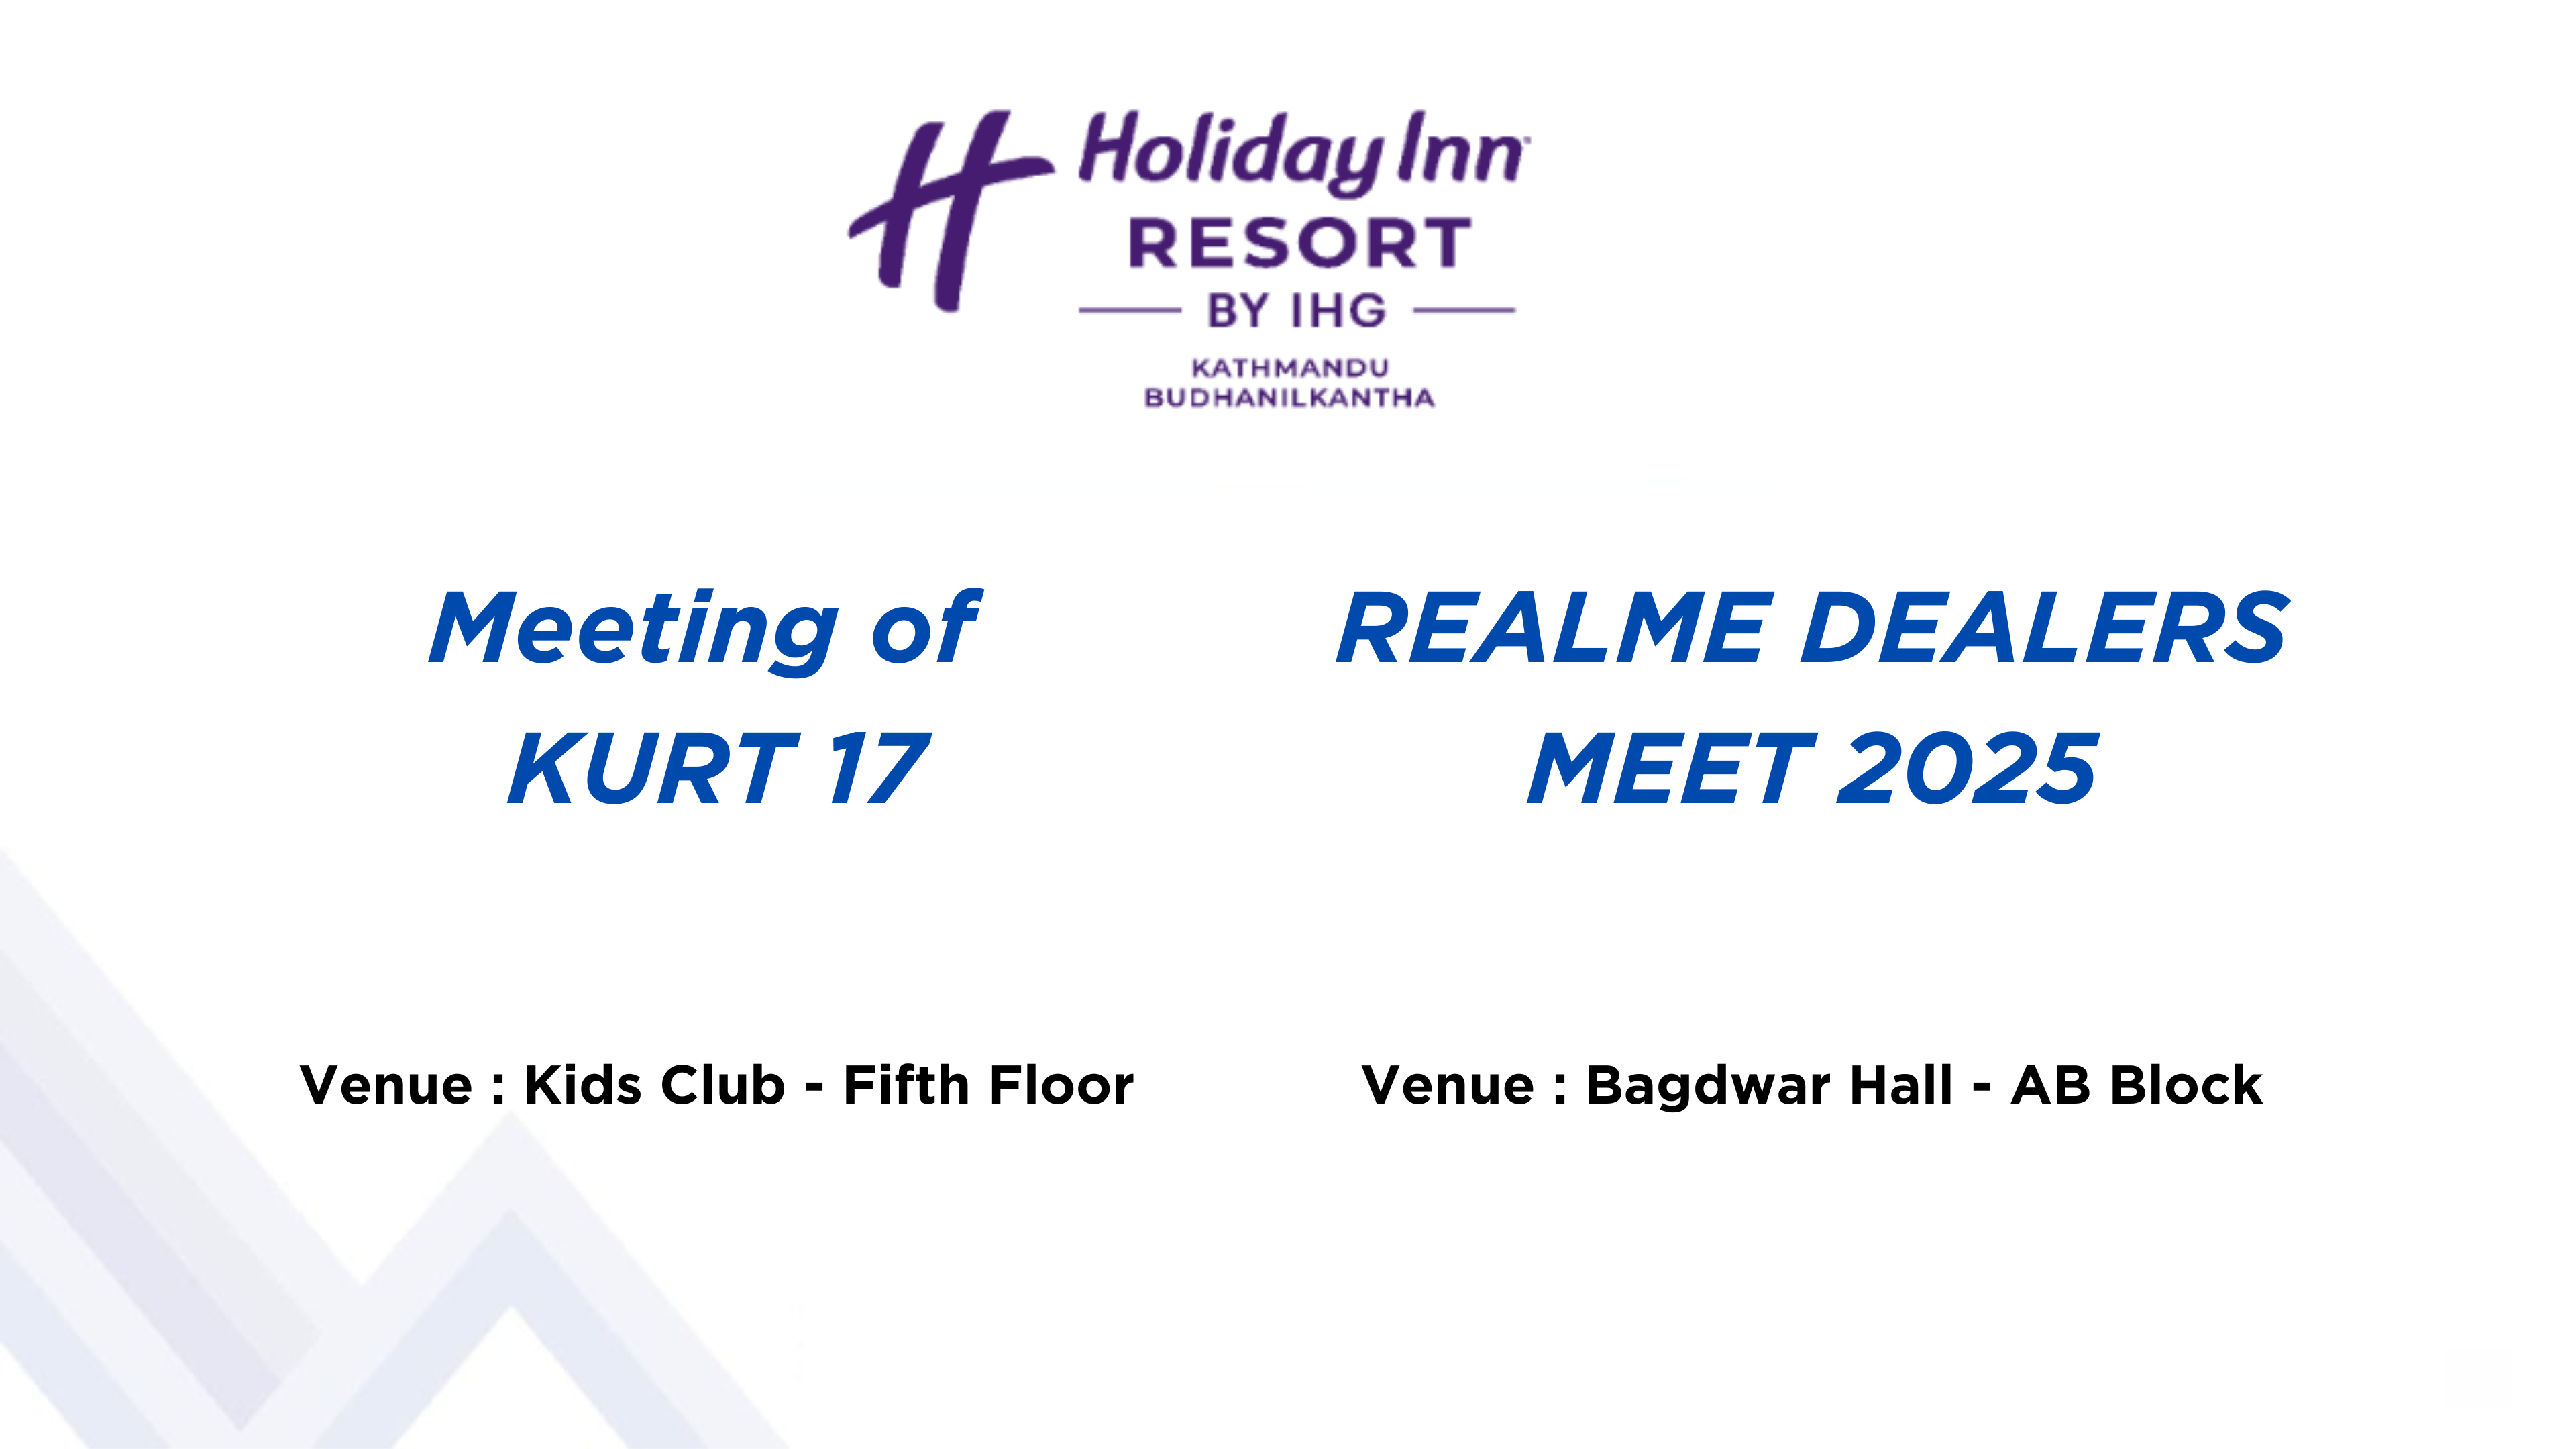 Holiday Inn
RESORT
BY IHG
KATHMANDU
BUDHANILKANTHA
Meeting of
KURT 17
Venue : Kids Club - Fifth Floor
REALME DEALERS
MEET 2025
Venue : Bagdwar Hall - AB Block